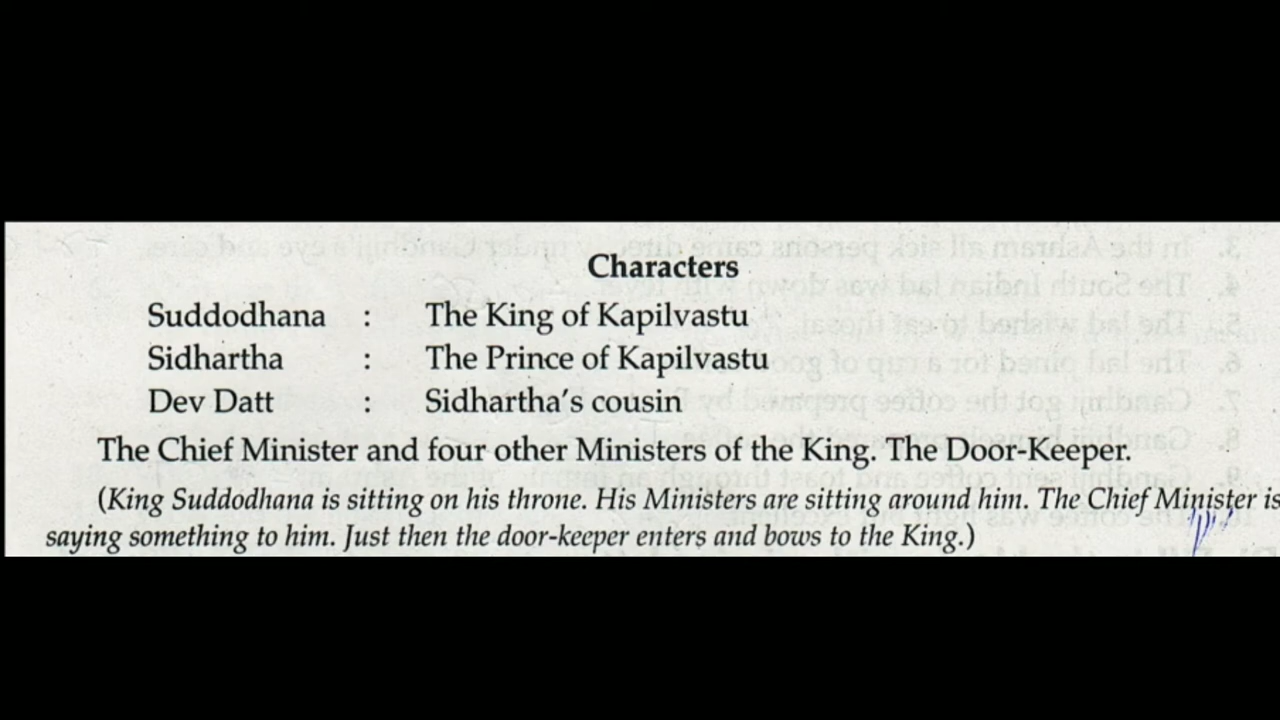 Characters
Suddodhana : The King of Kapilvastu
Sidhartha : The Prince of Kapilvastu
Dev Datt : Sidhartha's cousin
The Chief Minister and four other Ministers of the King. The Door-Keeper.
(King Suddodhana is sitting on his throne. His Ministers are sitting around him. The Chief Minister is
saying something to him. Just then the door-keeper enters and bows to the King.)